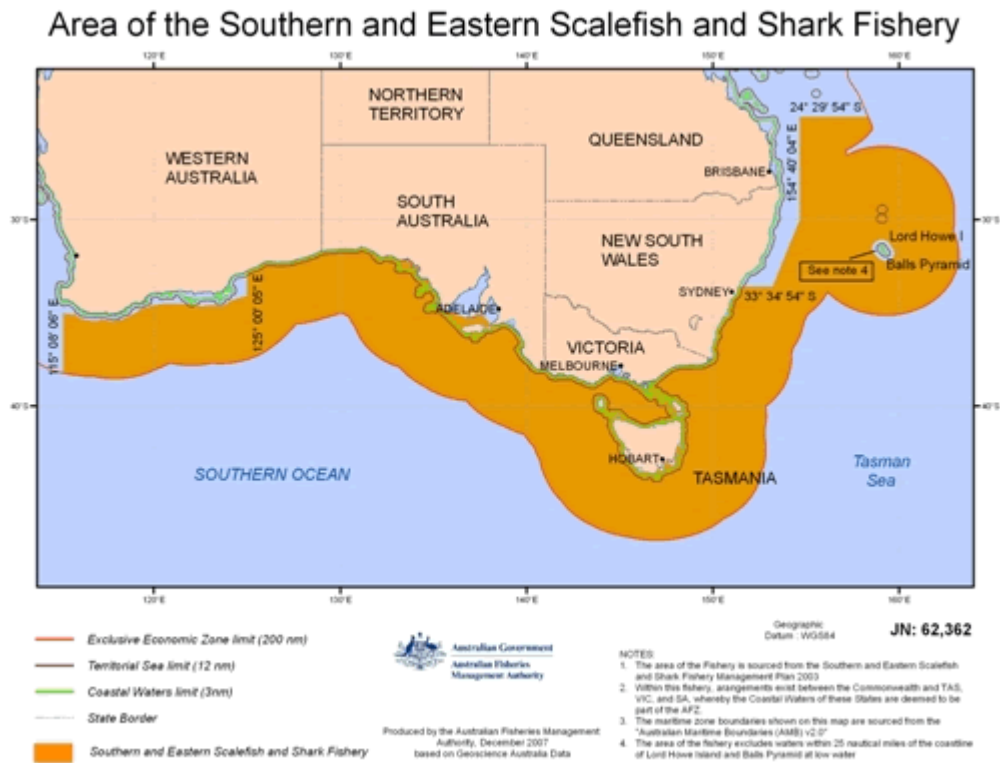 Area of the Southern and Eastern Scalefish and Shark Fishery
120°E 130°E 140°E 150°E 160°E
NORTHERN
TERRITORY
24° 29' 54" S
QUEENSLAND
WESTERN
AUSTRALIA
BRISBANE
154° 40' 04" E
SOUTH
AUSTRALIA
30°S 30°S
NEW SOUTH
WALES
Lord Howe I
See note 4
Balls Pyramid
SYDNEY
33° 34' 54" S
115° 08' 06" E
125° 00' 05" E
ADELAIDE
VICTORIA
MELBOURNE
40°S 40°S
HOBART
TASMANIA
SOUTHERN OCEAN
Tasman
Sea
120°E 130°E 140°E 150°E 160°E
Exclusive Economic Zone limit (200 nm)
Territorial Sea limit (12 nm)
Coastal Waters limit (3nm)
State Border
Southern and Eastern Scalefish and Shark Fishery
Australian Government
Australian Fisheries
Management Authority
Produced by the Australian Fisheries Management
Authority, December 2007
based on Geoscience Australia Data
Geographic
Datum : WGS84
JN: 62,362
NOTES:
1. The area of the Fishery is sourced from the Southern and Eastern Scalefish
and Shark Fishery Management Plan 2003
2. Within this fishery, arangements exist between the Commonwealth and TAS,
VIC, and SA, whereby the Coastal Waters of these States are deemed to be
part of the AFZ.
3. The maritime zone boundaries shown on this map are sourced from the
"Australian Maritime Boundaries (AMB) v2.0"
4. The area of the fishery excludes waters within 25 nautical miles of the coastline
of Lord Howe Island and Balls Pyramid at low water